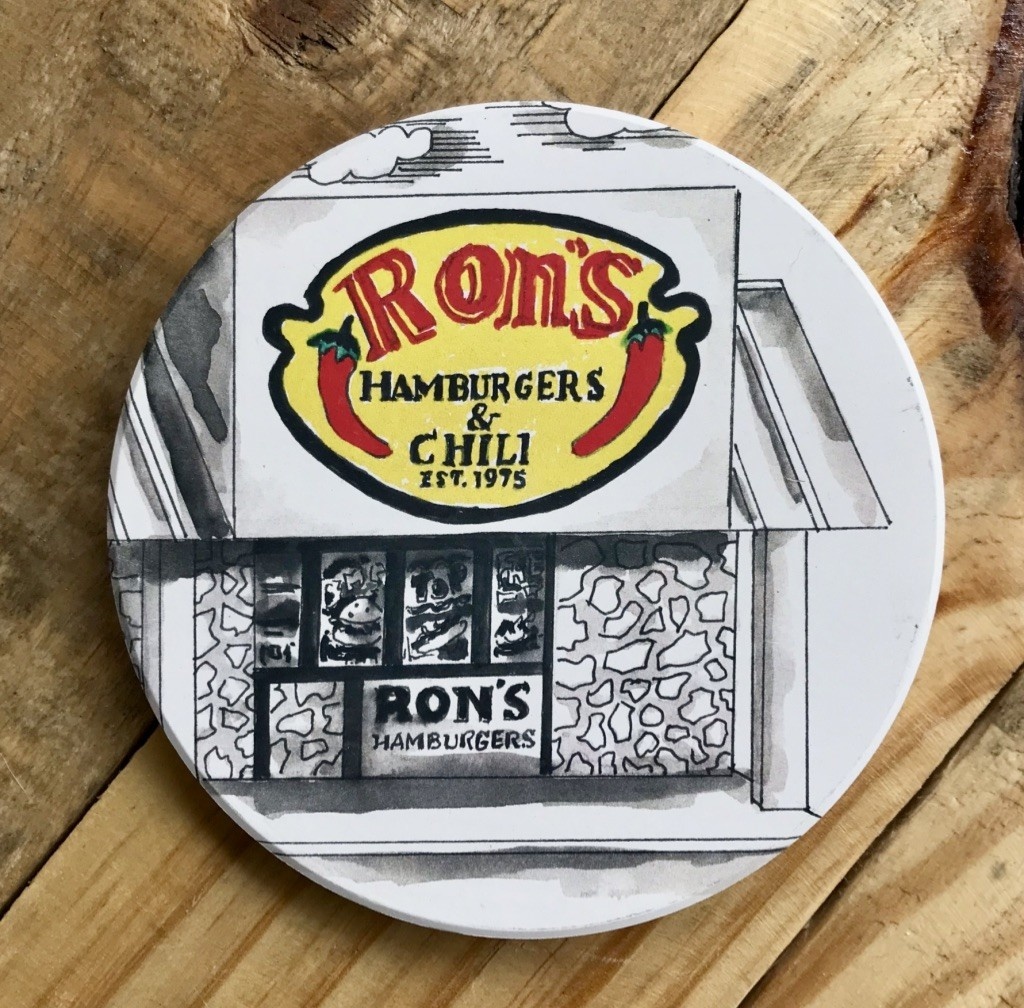 RON'S
HAMBURGERS
&
CHILI
EST. 1975
RON'S
HAMBURGERS